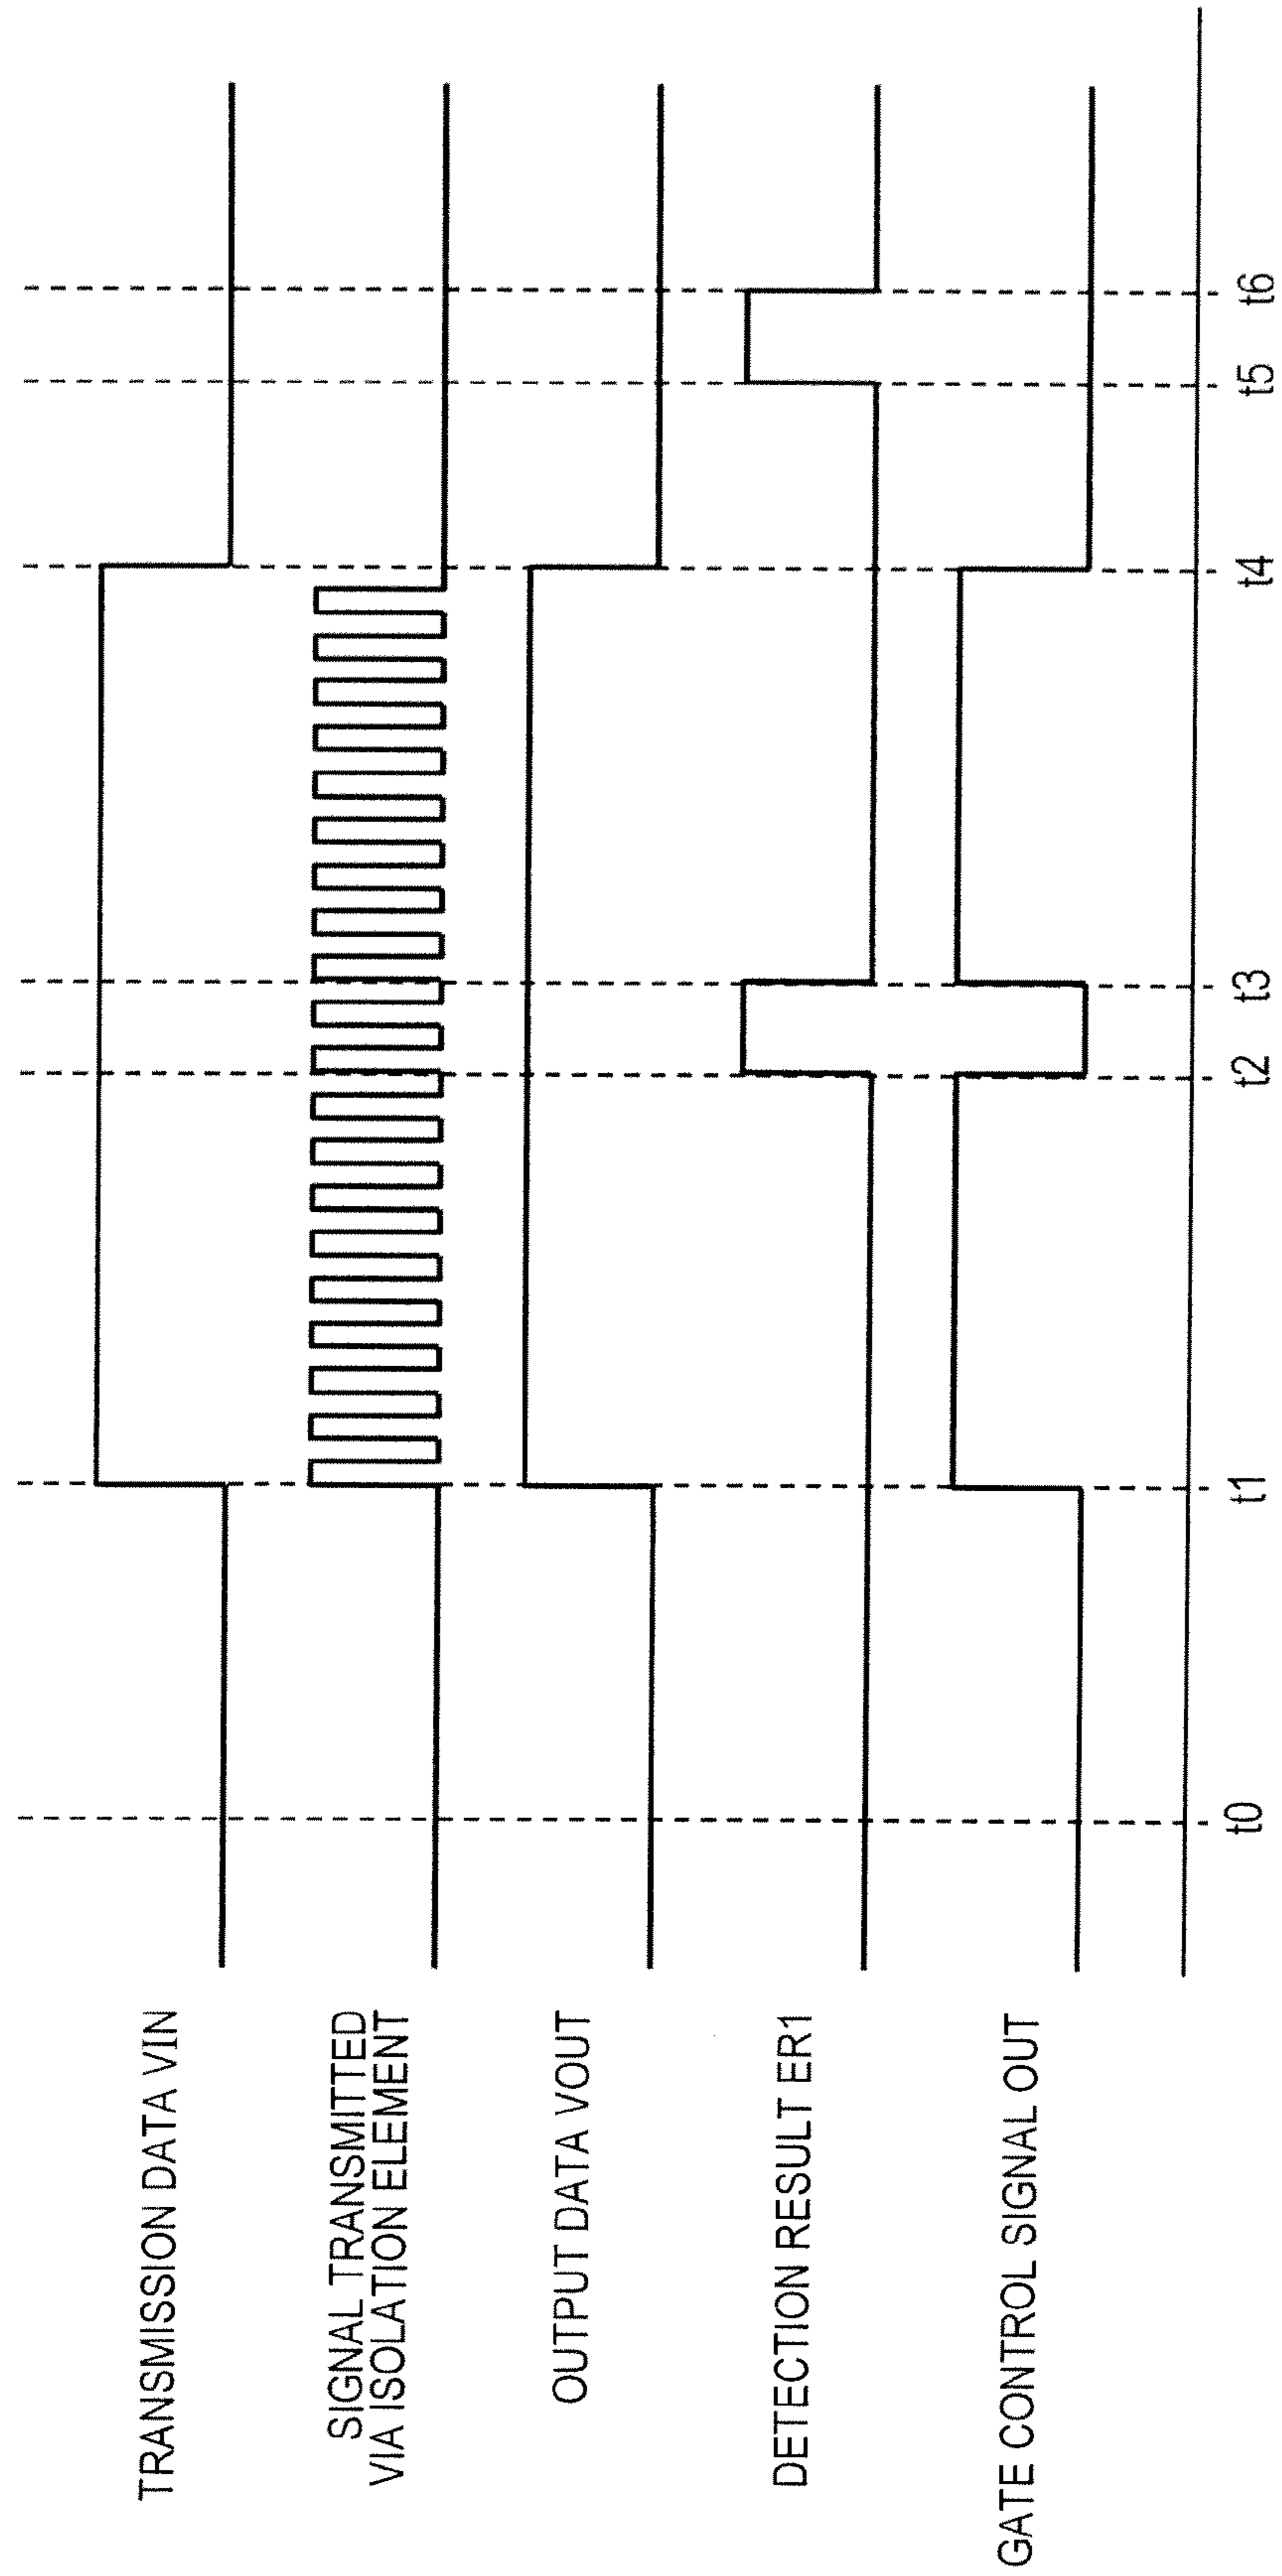 TRANSMISSION DATA VIN
SIGNAL TRANSMITTED
VIA ISOLATION ELEMENT
OUTPUT DATA VOUT
DETECTION RESULT ER1
GATE CONTROL SIGNAL OUT
t0
t1
t2
t3
t4
t5
t6